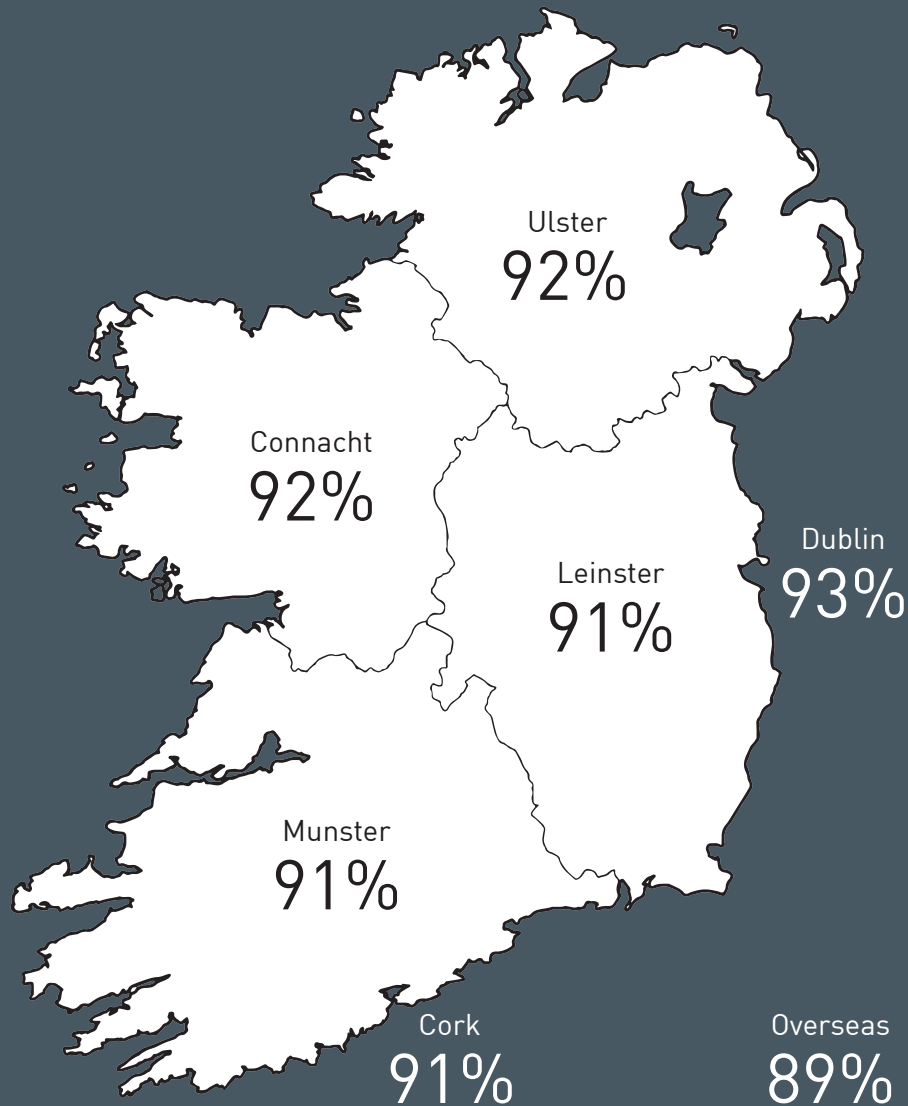 Ulster
92%
Connacht
92%
Dublin
93%
Leinster
91%
Munster
91%
Cork
91%
Overseas
89%